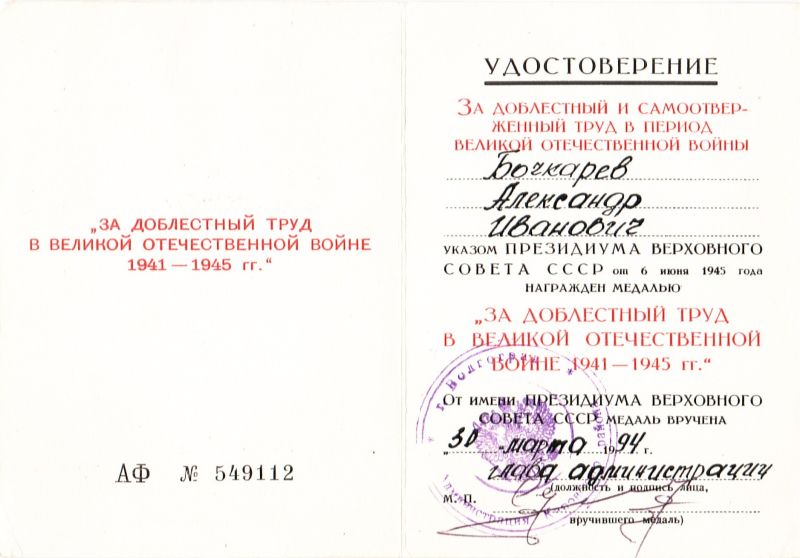 „ЗА ДОБЛЕСТНЫЙ ТРУД
В ВЕЛИКОЙ ОТЕЧЕСТВЕННОЙ ВОЙНЕ
1941 — 1945 гг.“
АФ № 549112
УДОСТОВЕРЕНИЕ
ЗА ДОБЛЕСТНЫЙ И САМООТВЕР-
ЖЕННЫЙ ТРУД В ПЕРИОД
ВЕЛИКОЙ ОТЕЧЕСТВЕННОЙ ВОЙНЫ
Бочкарев
Александр
Иванович
УКАЗОМ ПРЕЗИДИУМА ВЕРХОВНОГО
СОВЕТА СССР от 6 июня 1945 года
НАГРАЖДЕН МЕДАЛЬЮ
„ЗА ДОБЛЕСТНЫЙ ТРУД
В ВЕЛИКОЙ ОТЕЧЕСТВЕННОЙ
ВОЙНЕ 1941 — 1945 гг.“
От имени ПРЕЗИДИУМА ВЕРХОВНОГО
СОВЕТА СССР МЕДАЛЬ ВРУЧЕНА
„30 марта 1994 г.
глава администрации
(должность и подпись лица,
М. П.
вручившего медаль)
г. Волгоград
Администрация